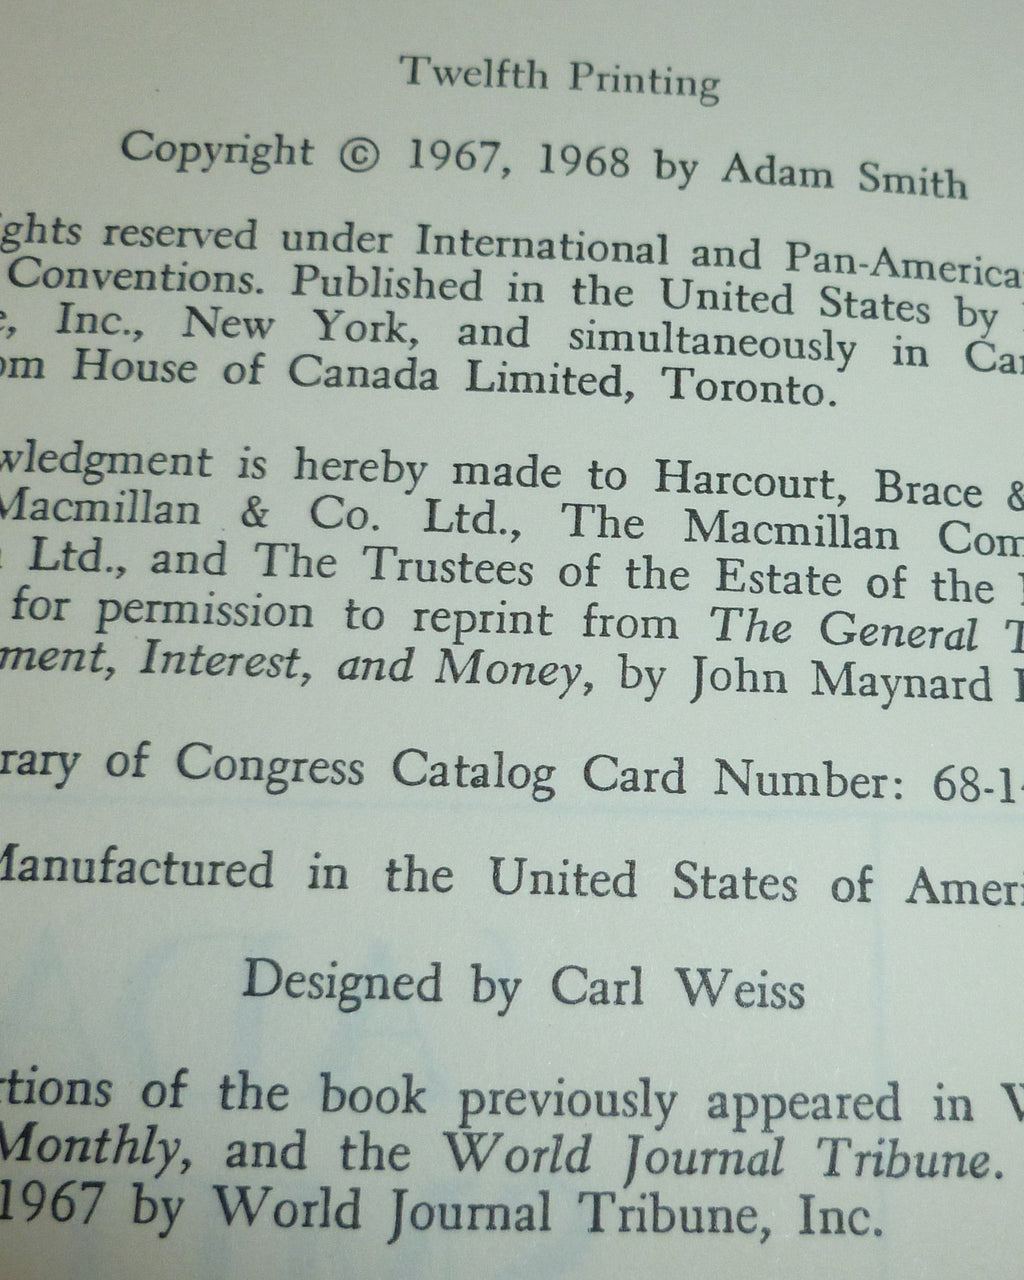 Twelfth Printing
Copyright © 1967, 1968 by Adam Smith
ghts reserved under International and Pan-America
Conventions. Published in the United States by
e, Inc., New York, and simultaneously in Ca
om House of Canada Limited, Toronto.
wledgment is hereby made to Harcourt, Brace &
Macmillan & Co. Ltd., The Macmillan Com
Ltd., and The Trustees of the Estate of the
for permission to reprint from The General T
ment, Interest, and Money, by John Maynard
rary of Congress Catalog Card Number: 68-1
Manufactured in the United States of Ameri
Designed by Carl Weiss
tions of the book previously appeared in W
Monthly, and the World Journal Tribune.
1967 by World Journal Tribune, Inc.